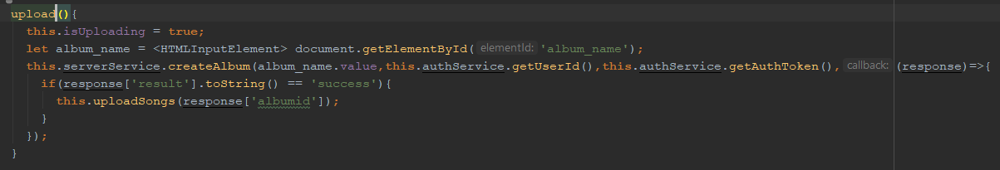 upload(){
this.isUploading = true;
let album_name = <HTMLInputElement> document.getElementById( elementId: 'album_name');
this.serverService.createAlbum(album_name.value,this.authService.getUserId(),this.authService.getAuthToken(), callback: (response)=>{
if(response['result'].toString() == 'success'){
this.uploadSongs(response['albumid']);
}
});
}